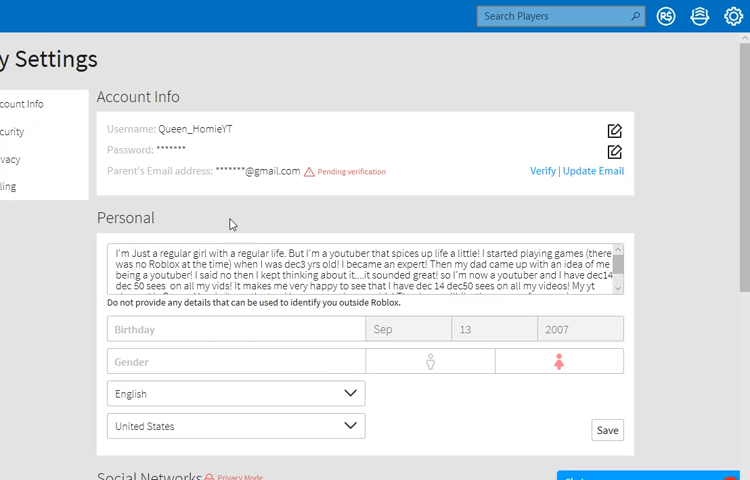 Search Players
R$
y Settings
count Info
curity
vacy
ling
Account Info
Username: Queen_HomieYT
Password: *******
Parent's Email address: *******@gmail.com Pending verification
Verify | Update Email
Personal
I'm Just a regular girl with a regular life. But I'm a youtuber that spices up life a little! I started playing games (there
was no Roblox at the time) when I was dec3 yrs old! I became an expert! Then my dad came up with an idea of me
being a youtuber! I said no then I kept thinking about it....it sounded great! so I'm now a youtuber and I have dec14
dec 50 sees on all my vids! It makes me very happy to see that I have dec 14 dec50 sees on all my videos! My yt
Do not provide any details that can be used to identify you outside Roblox.
Birthday Sep 13 2007
Gender
English
United States
Save
Social Networks Privacy Mode